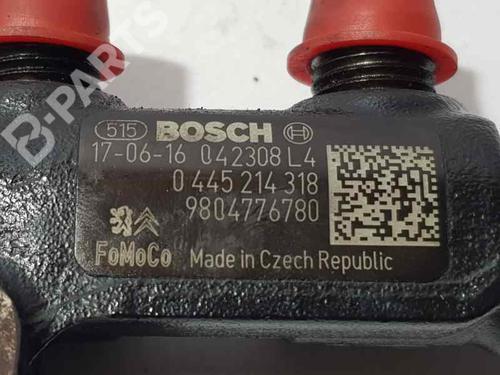 B-PARTS
515 BOSCH
17-06-16 042308 L4
0 445 214 318
9804776780
FoMoCo Made in Czech Republic